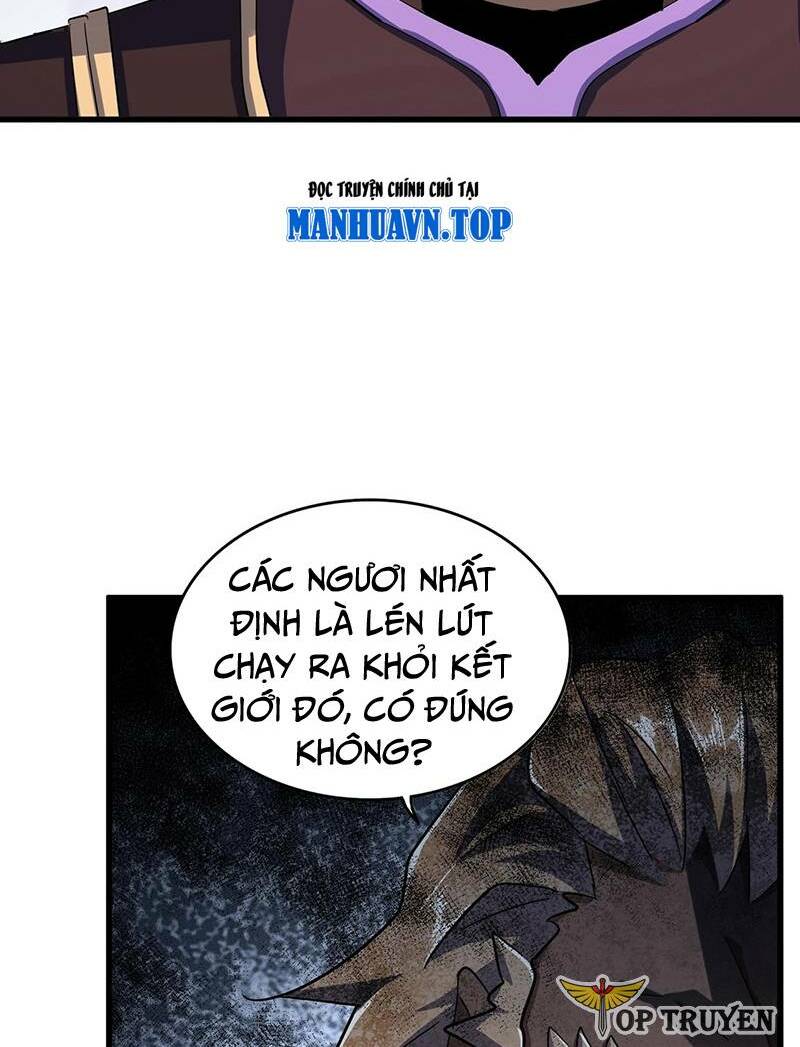 ĐỌC TRUYỆN CHÍNH CHỦ TẠI
MANHUAVN.TOP
CÁC NGƯƠI NHẤT
ĐỊNH LÀ LÉN LÚT
CHẠY RA KHỎI KẾT
GIỚI ĐÓ, CÓ ĐÚNG
KHÔNG?
TOP TRUYEN